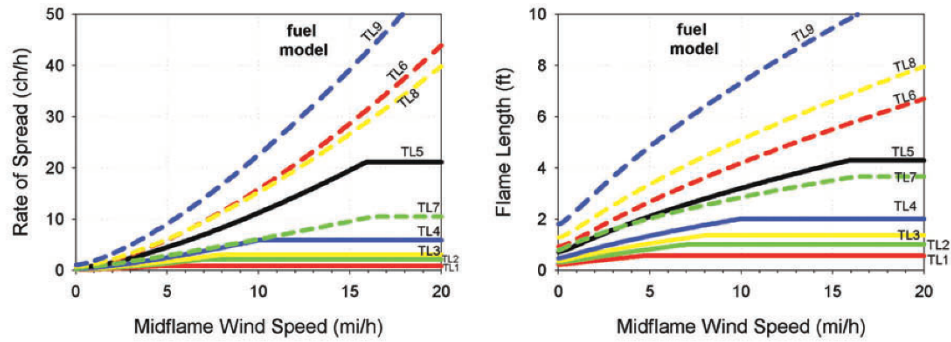 50
40
30
20
10
0
Rate of Spread (ch/h)
fuel
model
TL9
TL6
TL8
TL5
TL7
TL4
TL3
TL2
TL1
0 5 10 15 20
Midflame Wind Speed (mi/h)
10
8
6
4
2
0
Flame Length (ft)
fuel
model
TL9
TL8
TL6
TL5
TL7
TL4
TL3
TL2
TL1
0 5 10 15 20
Midflame Wind Speed (mi/h)